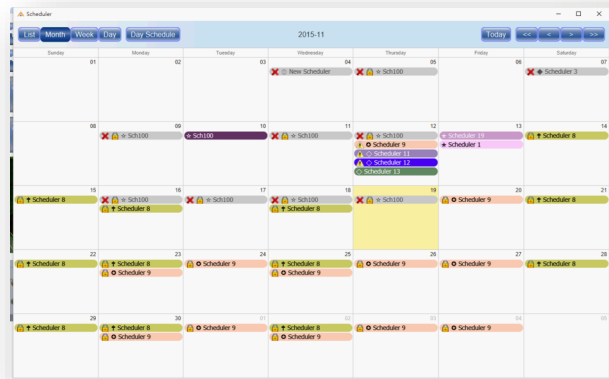 Scheduler
List Month Week Day Day Schedule 2015-11 Today << < > >>
Sunday Monday Tuesday Wednesday Thursday Friday Saturday
01 02 03 04 05 06 07
New Scheduler Sch100 Scheduler 3
08 09 10 11 12 13 14
Sch100 Sch100 Sch100 Sch100 Scheduler 19 Scheduler 8
Scheduler 9 Scheduler 1
Scheduler 11
Scheduler 12
Scheduler 13
15 16 17 18 19 20 21
Scheduler 8 Sch100 Sch100 Sch100 Sch100 Scheduler 9 Scheduler 8
Scheduler 8 Scheduler 8
22 23 24 25 26 27 28
Scheduler 8 Scheduler 8 Scheduler 9 Scheduler 8 Scheduler 9 Scheduler 9 Scheduler 8
Scheduler 9 Scheduler 9
29 30 01 02 03 04 05
Scheduler 8 Scheduler 8 Scheduler 9 Scheduler 8 Scheduler 9 Scheduler 9
Scheduler 9 Scheduler 9